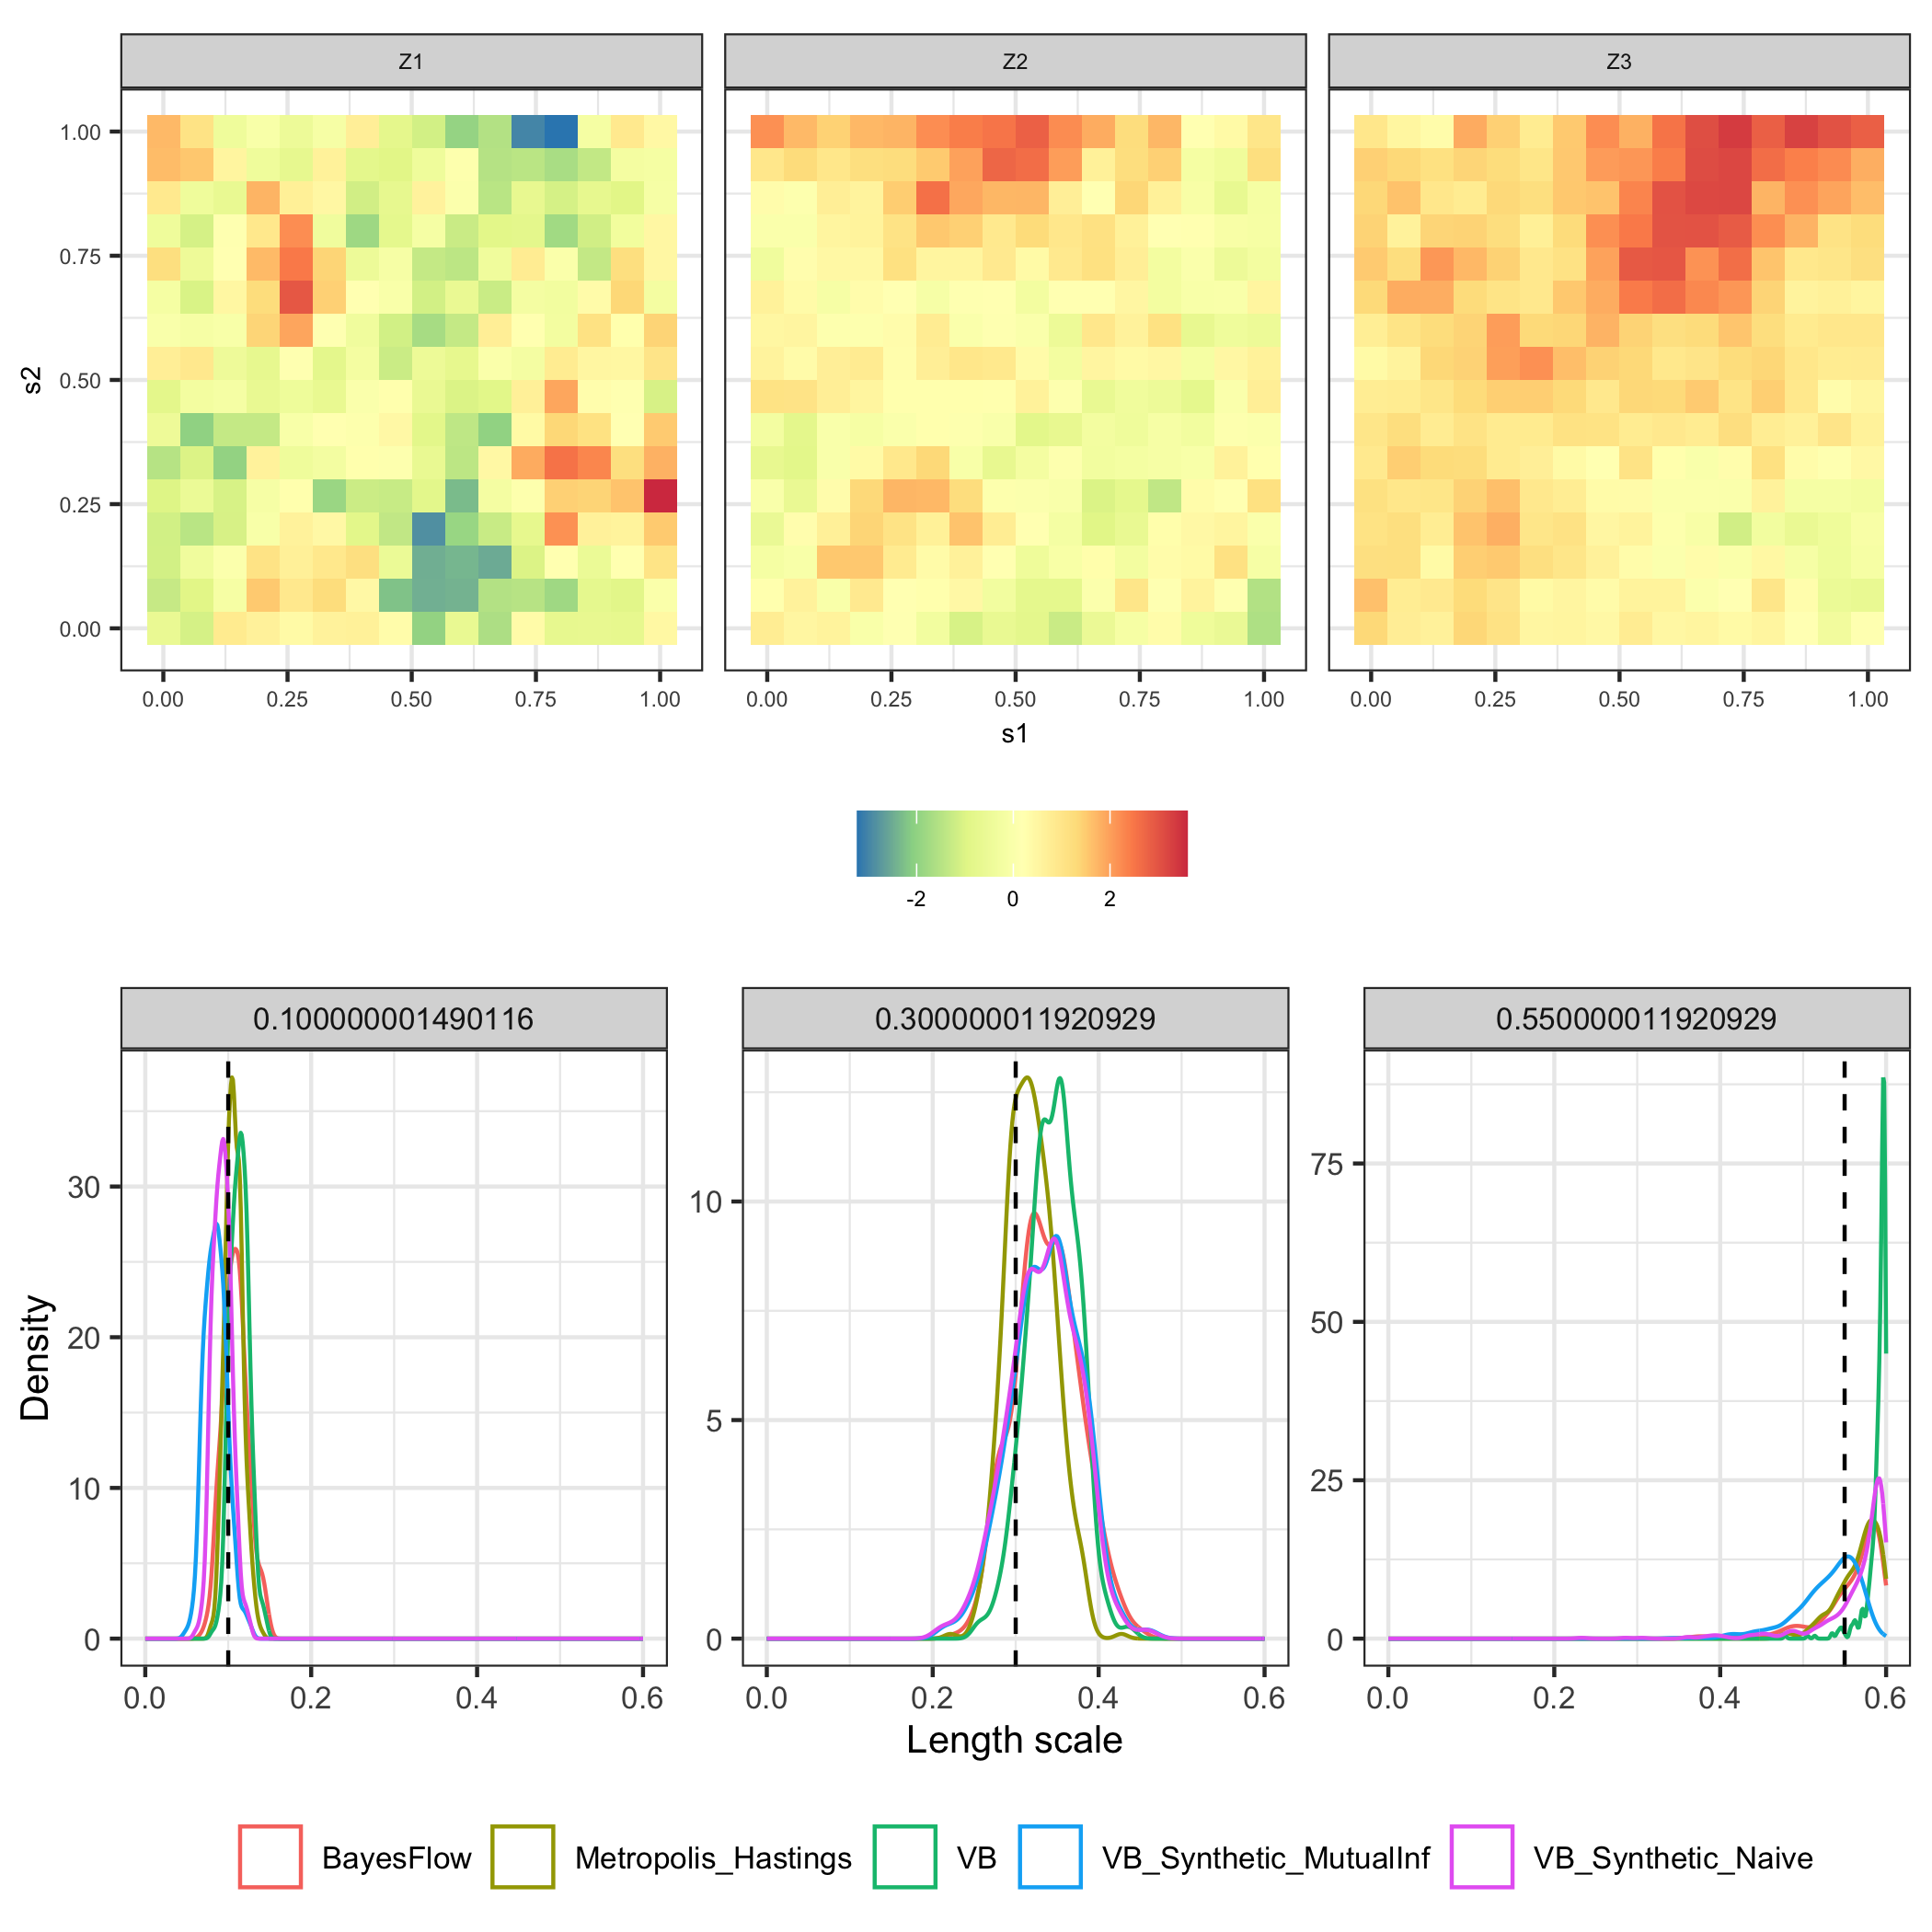 Z1 Z2 Z3
1.00
0.75
0.50
0.25
0.00
s2
0.00 0.25 0.50 0.75 1.00 0.00 0.25 0.50 0.75 1.00 0.00 0.25 0.50 0.75 1.00
s1
-2 0 2
0.100000001490116 0.300000011920929 0.550000011920929
30
20
10
0
10
5
0
75
50
25
0
Density
0.0 0.2 0.4 0.6 0.0 0.2 0.4 0.6 0.0 0.2 0.4 0.6
Length scale
BayesFlow Metropolis_Hastings VB VB_Synthetic_MutualInf VB_Synthetic_Naive